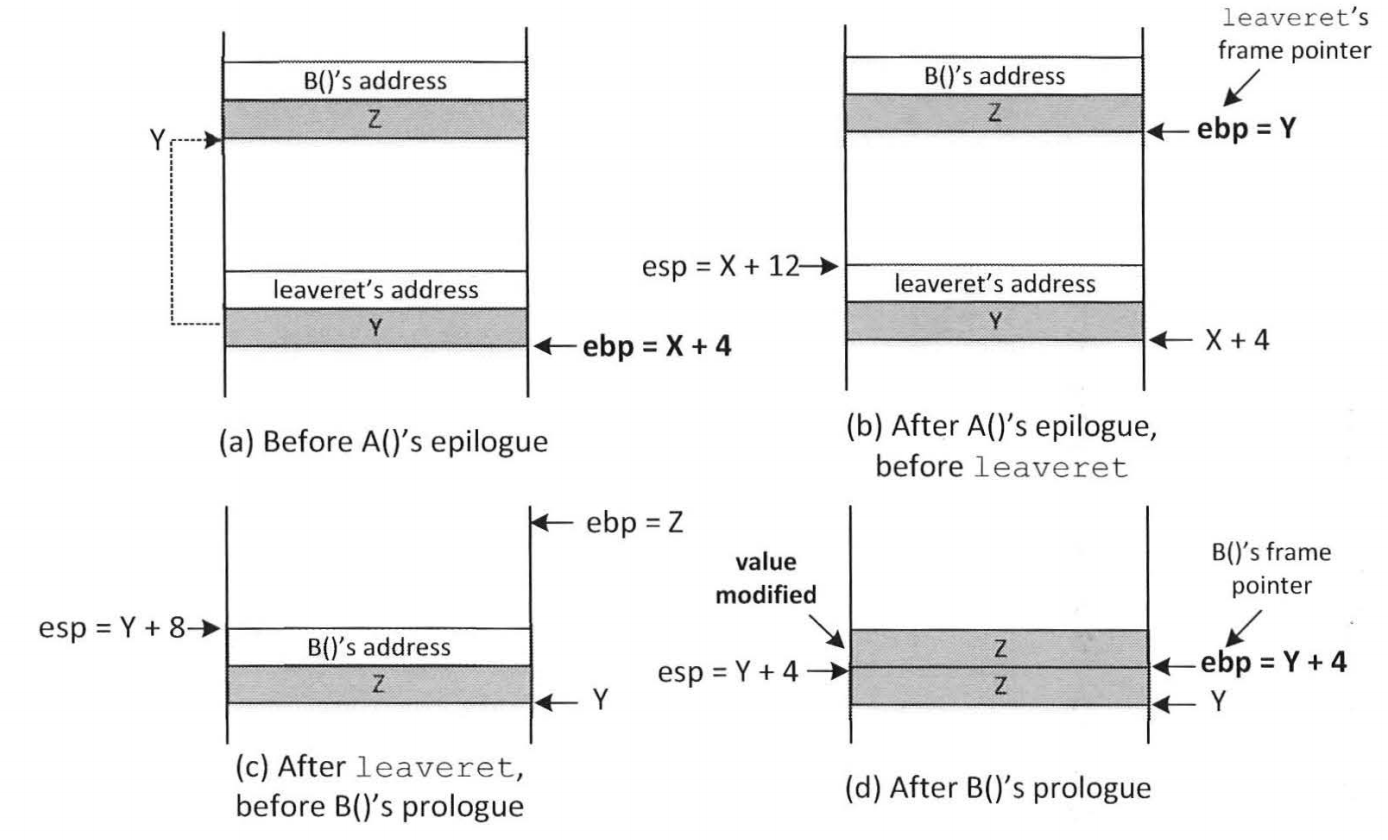 B()'s address
Z
Y
leaveret's address
Y
ebp = X + 4
(a) Before A()'s epilogue
leaveret's
frame pointer
B()'s address
Z
ebp = Y
esp = X + 12
leaveret's address
Y
X + 4
(b) After A()'s epilogue,
before leaveret
ebp = Z
esp = Y + 8
B()'s address
Z
Y
(c) After leaveret,
before B()'s prologue
value
modified
B()'s frame
pointer
Z
esp = Y + 4
ebp = Y + 4
Z
Y
(d) After B()'s prologue